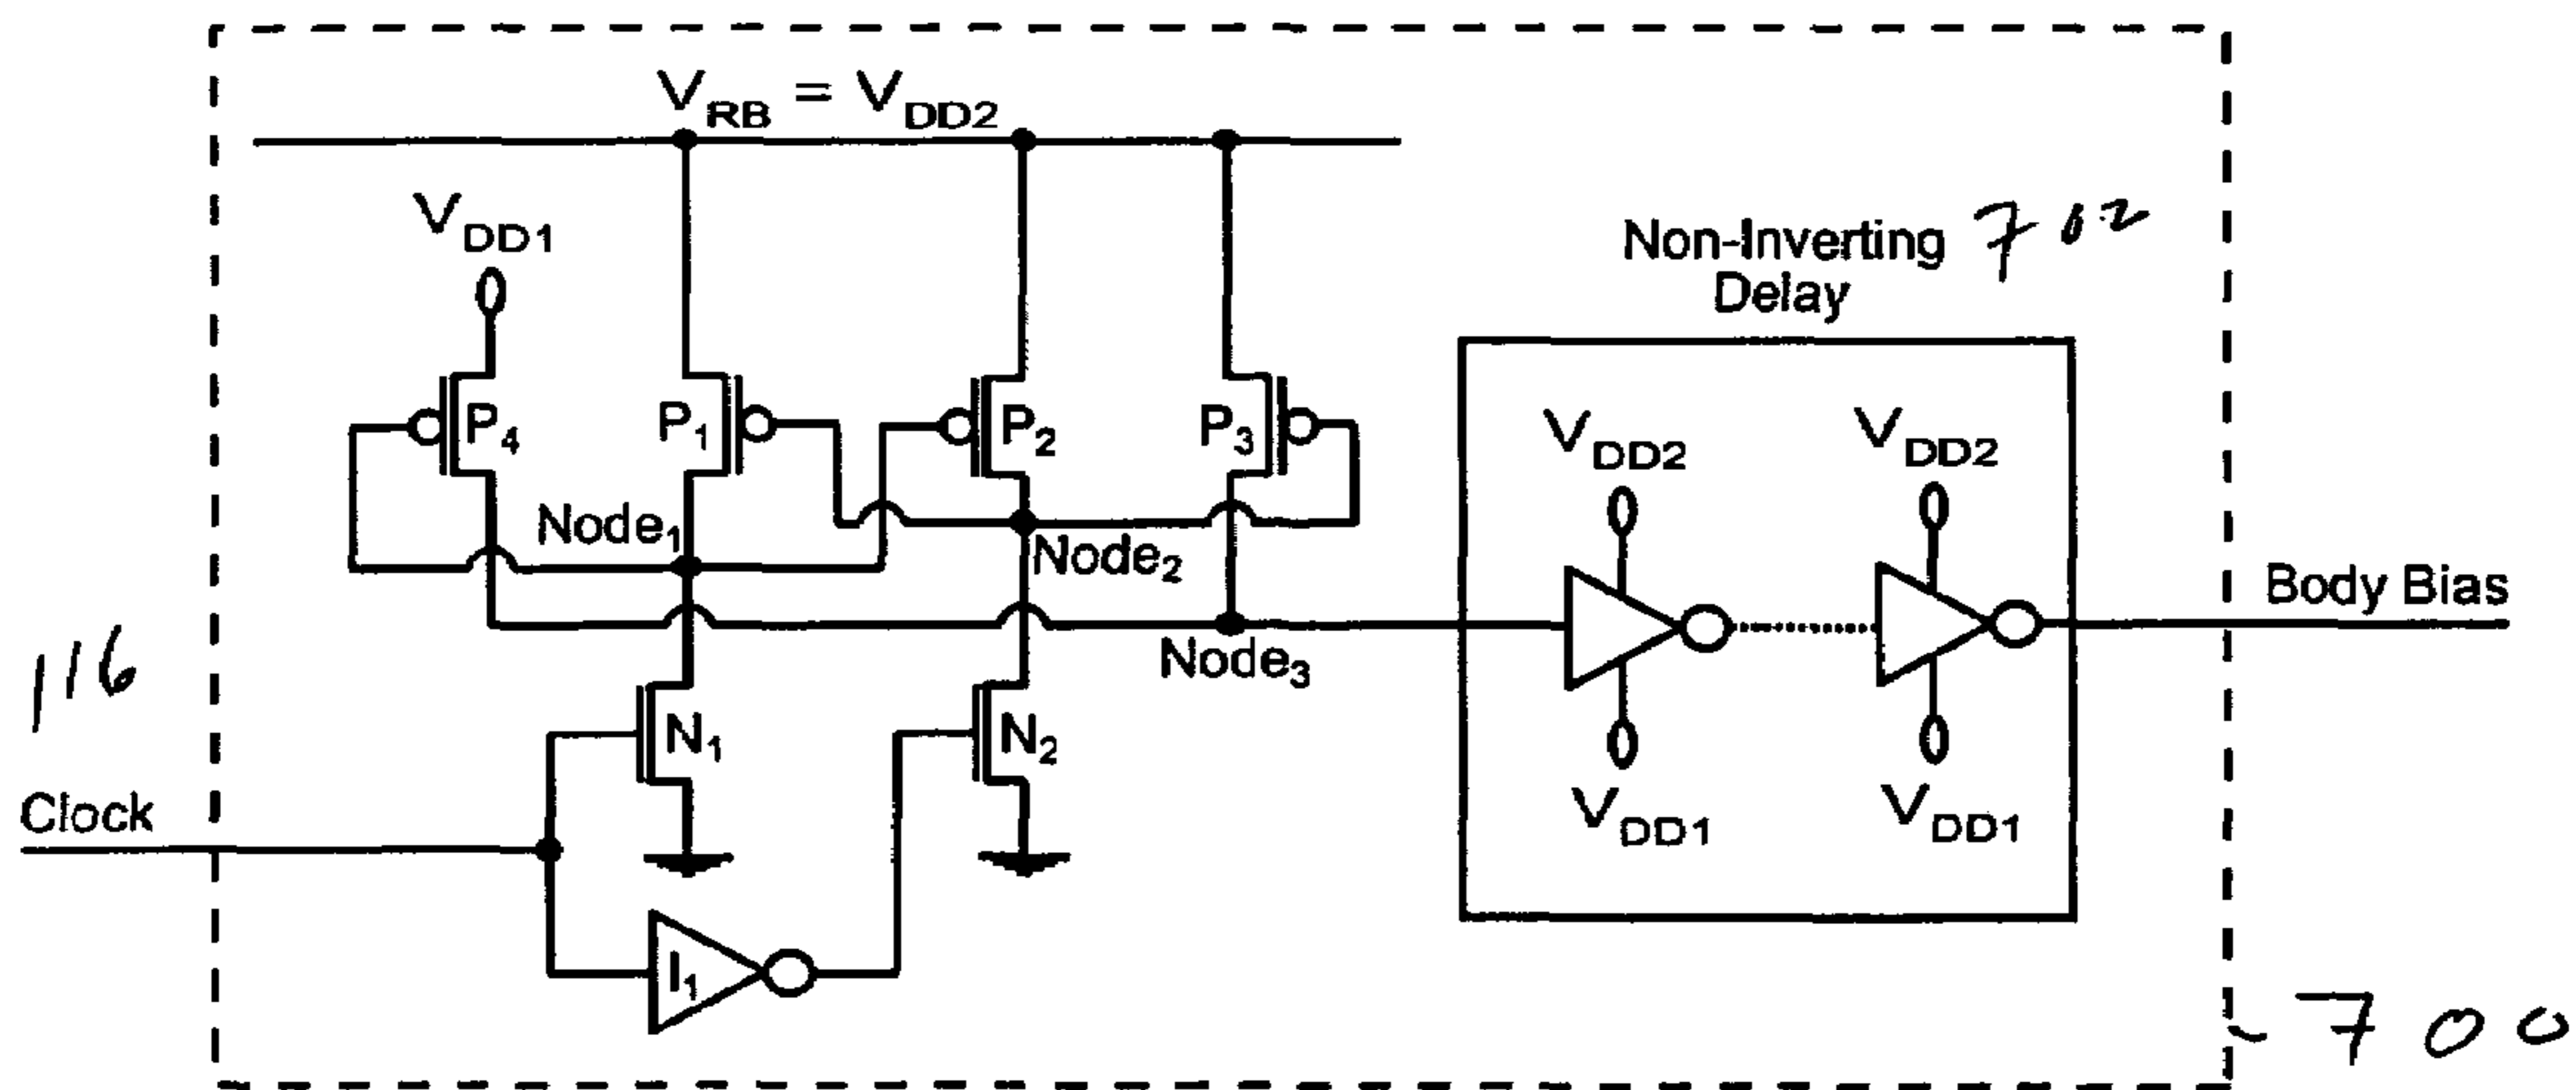 V_RB = V_DD2
V_DD1
Non-Inverting 702
Delay
P4
P1
P2
P3
V_DD2
V_DD2
Node1
Node2
Node3
Body Bias
116
N1
N2
V_DD1
V_DD1
Clock
I1
700